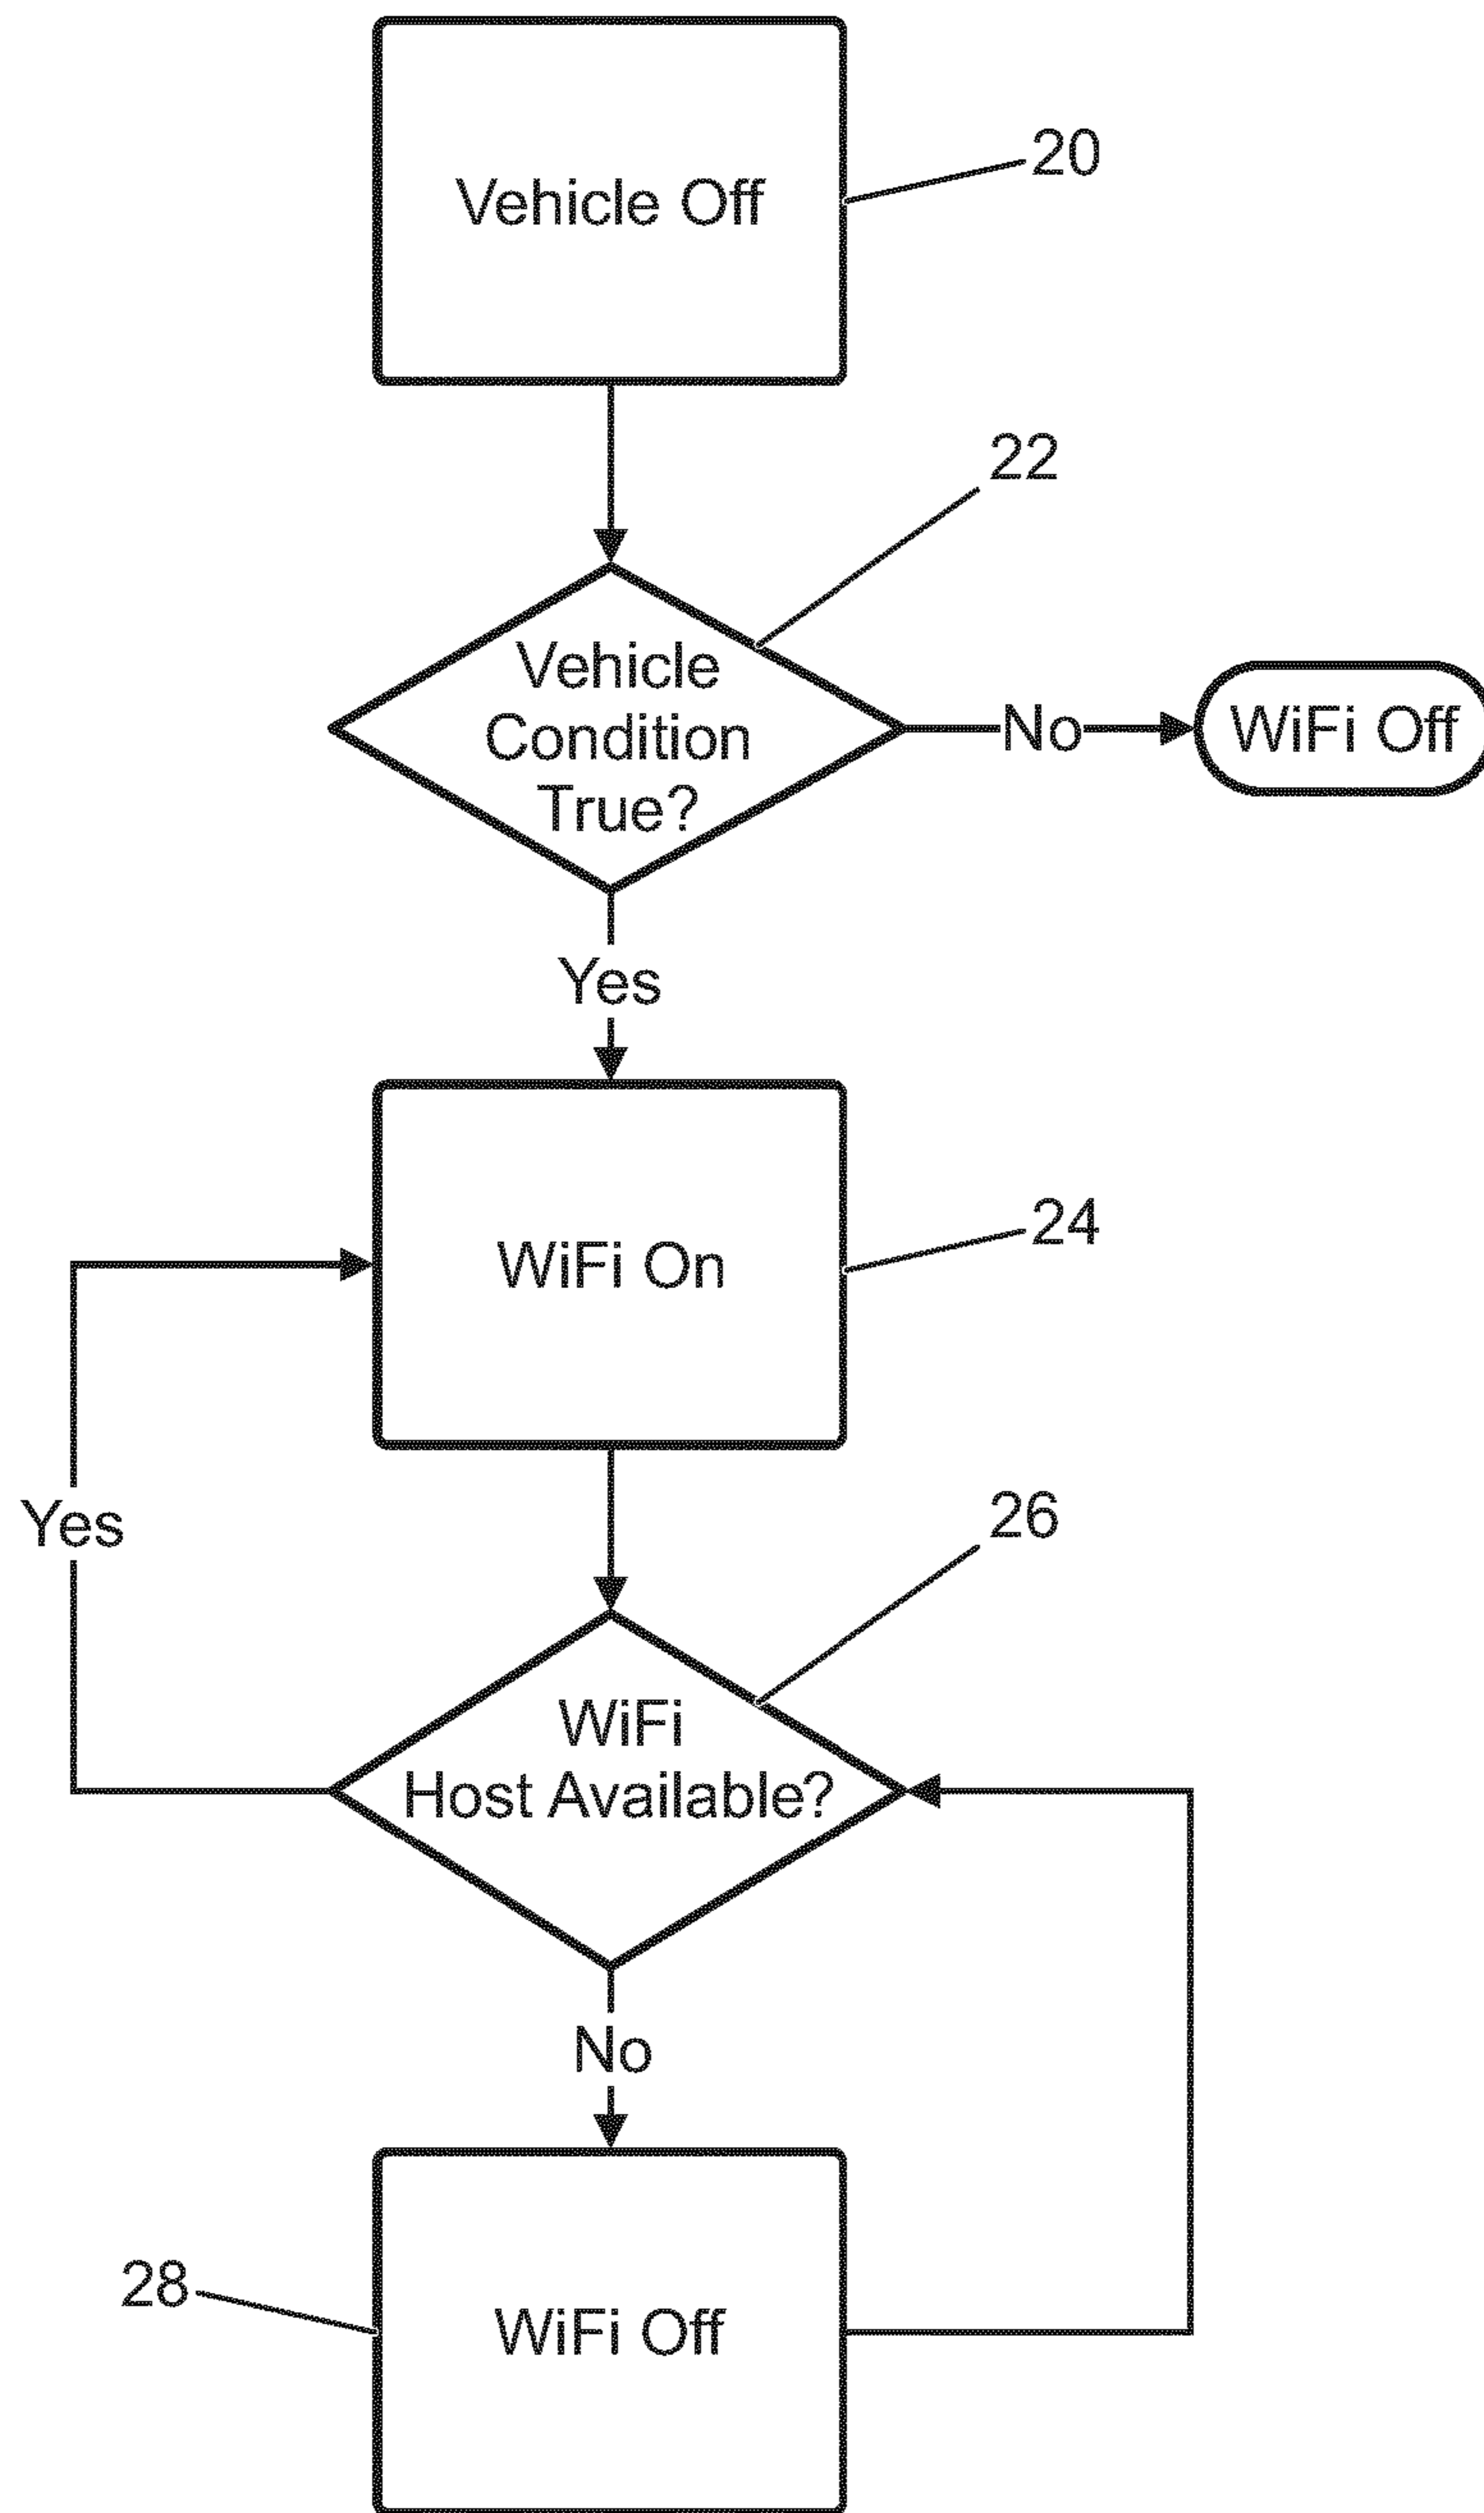 Vehicle Off
20
22
Vehicle
Condition
True?
No
WiFi Off
Yes
WiFi On
24
Yes
26
WiFi
Host Available?
No
28
WiFi Off